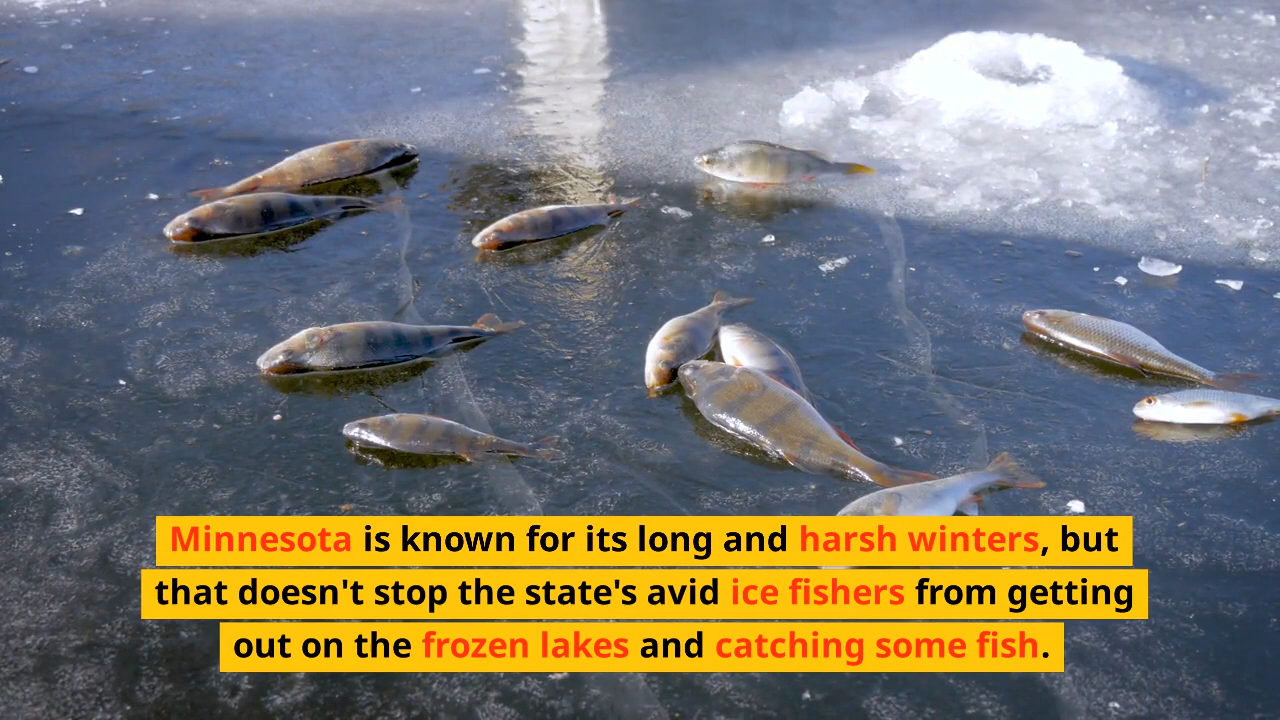 Minnesota is known for its long and harsh winters, but
that doesn't stop the state's avid ice fishers from getting
out on the frozen lakes and catching some fish.